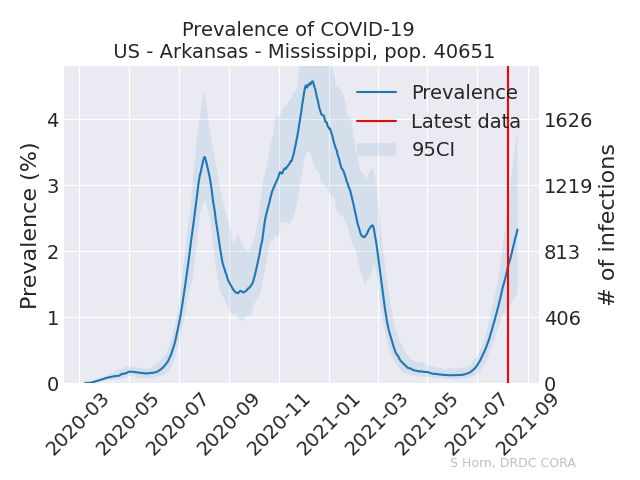 Prevalence of COVID-19
US - Arkansas - Mississippi, pop. 40651
Prevalence
Latest data
95CI
Prevalence (%)
4
3
2
1
0
# of infections
1626
1219
813
406
0
2020-03
2020-05
2020-07
2020-09
2020-11
2021-01
2021-03
2021-05
2021-07
2021-09
S Horn, DRDC CORA